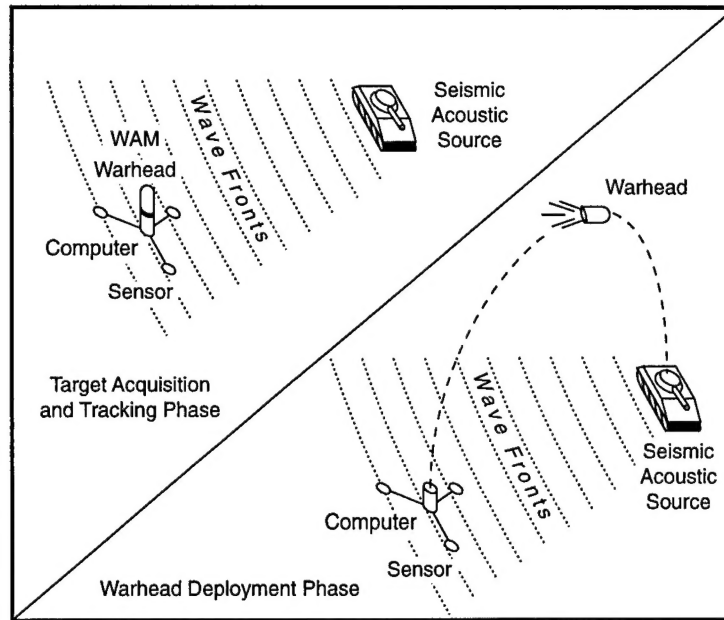 Seismic
Acoustic
Source
Wave Fronts
WAM
Warhead
Computer
Sensor
Target Acquisition
and Tracking Phase
Warhead
Wave Fronts
Seismic
Acoustic
Source
Computer
Sensor
Warhead Deployment Phase